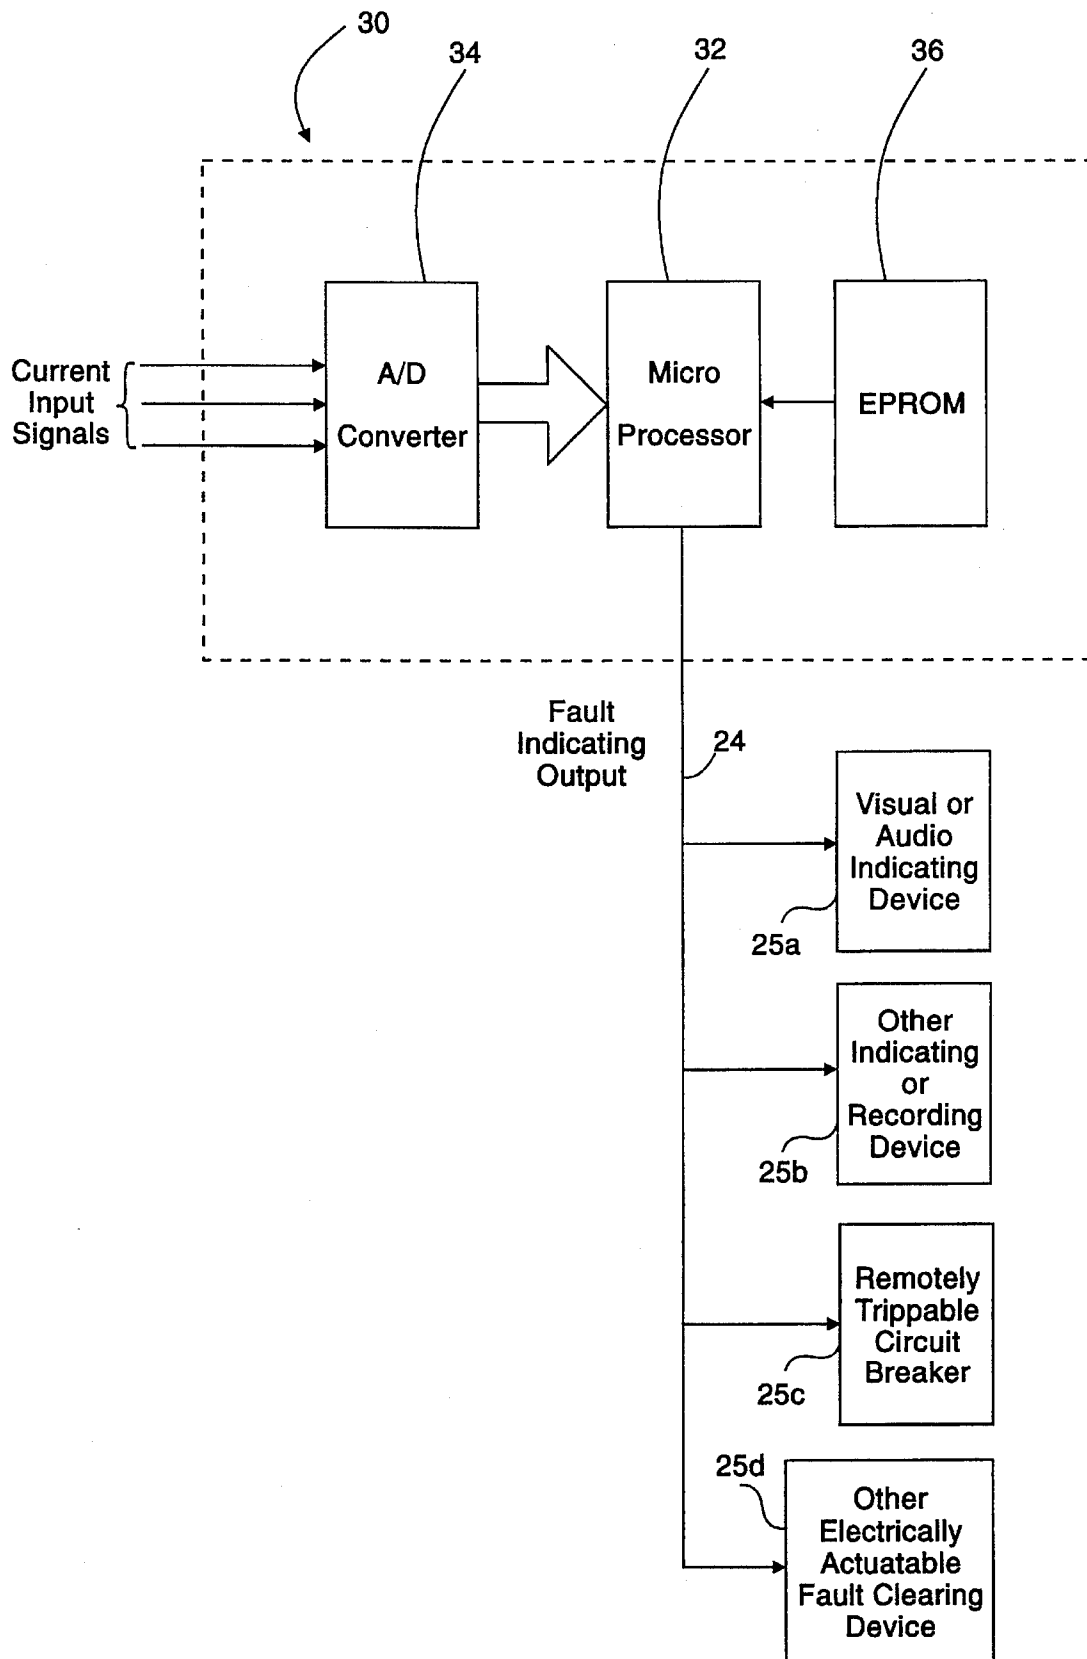 30
34
32
36
Current
Input
Signals
A/D
Converter
Micro
Processor
EPROM
Fault
Indicating
Output
24
Visual or
Audio
Indicating
Device
25a
Other
Indicating
or
Recording
Device
25b
Remotely
Trippable
Circuit
Breaker
25c
25d
Other
Electrically
Actuatable
Fault Clearing
Device